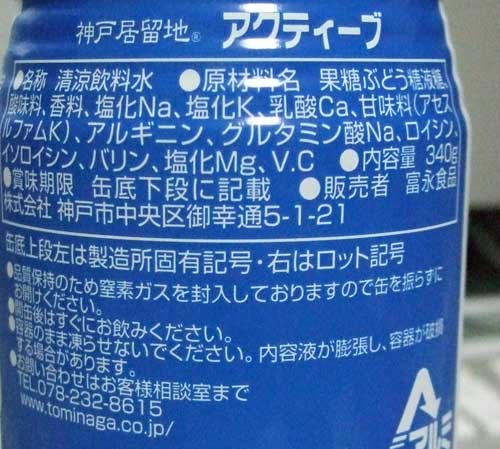 神戸居留地® アクティーブ
●名称 清涼飲料水 ●原材料名 果糖ぶどう糖液糖、
酸味料、香料、塩化Na、塩化K、乳酸Ca、甘味料(アセス
ルファムK)、アルギニン、グルタミン酸Na、ロイシン、
イソロイシン、バリン、塩化Mg、V.C ●内容量 340g
●賞味期限 缶底下段に記載 ●販売者 富永食品
株式会社 神戸市中央区御幸通5-1-21
缶底上段左は製造所固有記号・右はロット記号
●品質保持のため窒素ガスを封入しておりますので缶を振らずに
お開けください。
●開缶後はすぐにお飲みください。
●容器のまま凍らせないでください。内容液が膨張し、容器が破損
する場合があります。
●お問い合わせはお客様相談室まで
TEL078-232-8615
www.tominaga.co.jp/
アルミ